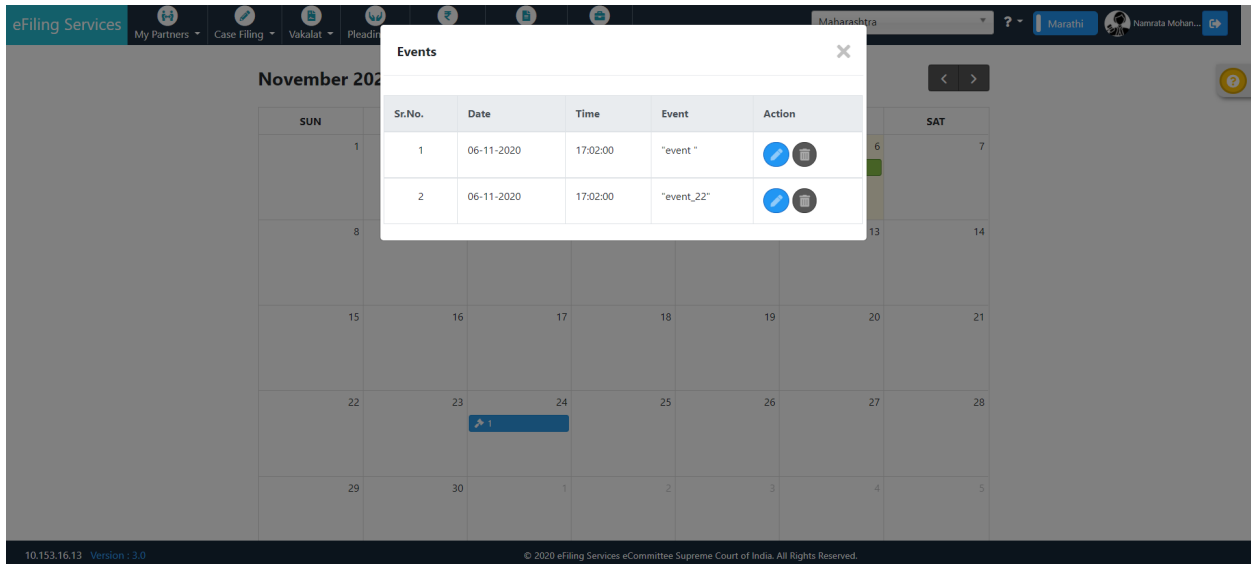 eFiling Services
My Partners
Case Filing
Vakalat
Pleadin
Maharashtra
?
Marathi
Namrata Mohan...
Events
×
November 202
< >
?
Sr.No. Date Time Event Action
1 06-11-2020 17:02:00 "event "
2 06-11-2020 17:02:00 "event_22"
SUN SAT
1 6 7
8 13 14
15 16 17 18 19 20 21
22 23 24 25 26 27 28
1
29 30 1 2 3 4 5
10.153.16.13 Version : 3.0 © 2020 eFiling Services eCommittee Supreme Court of India. All Rights Reserved.